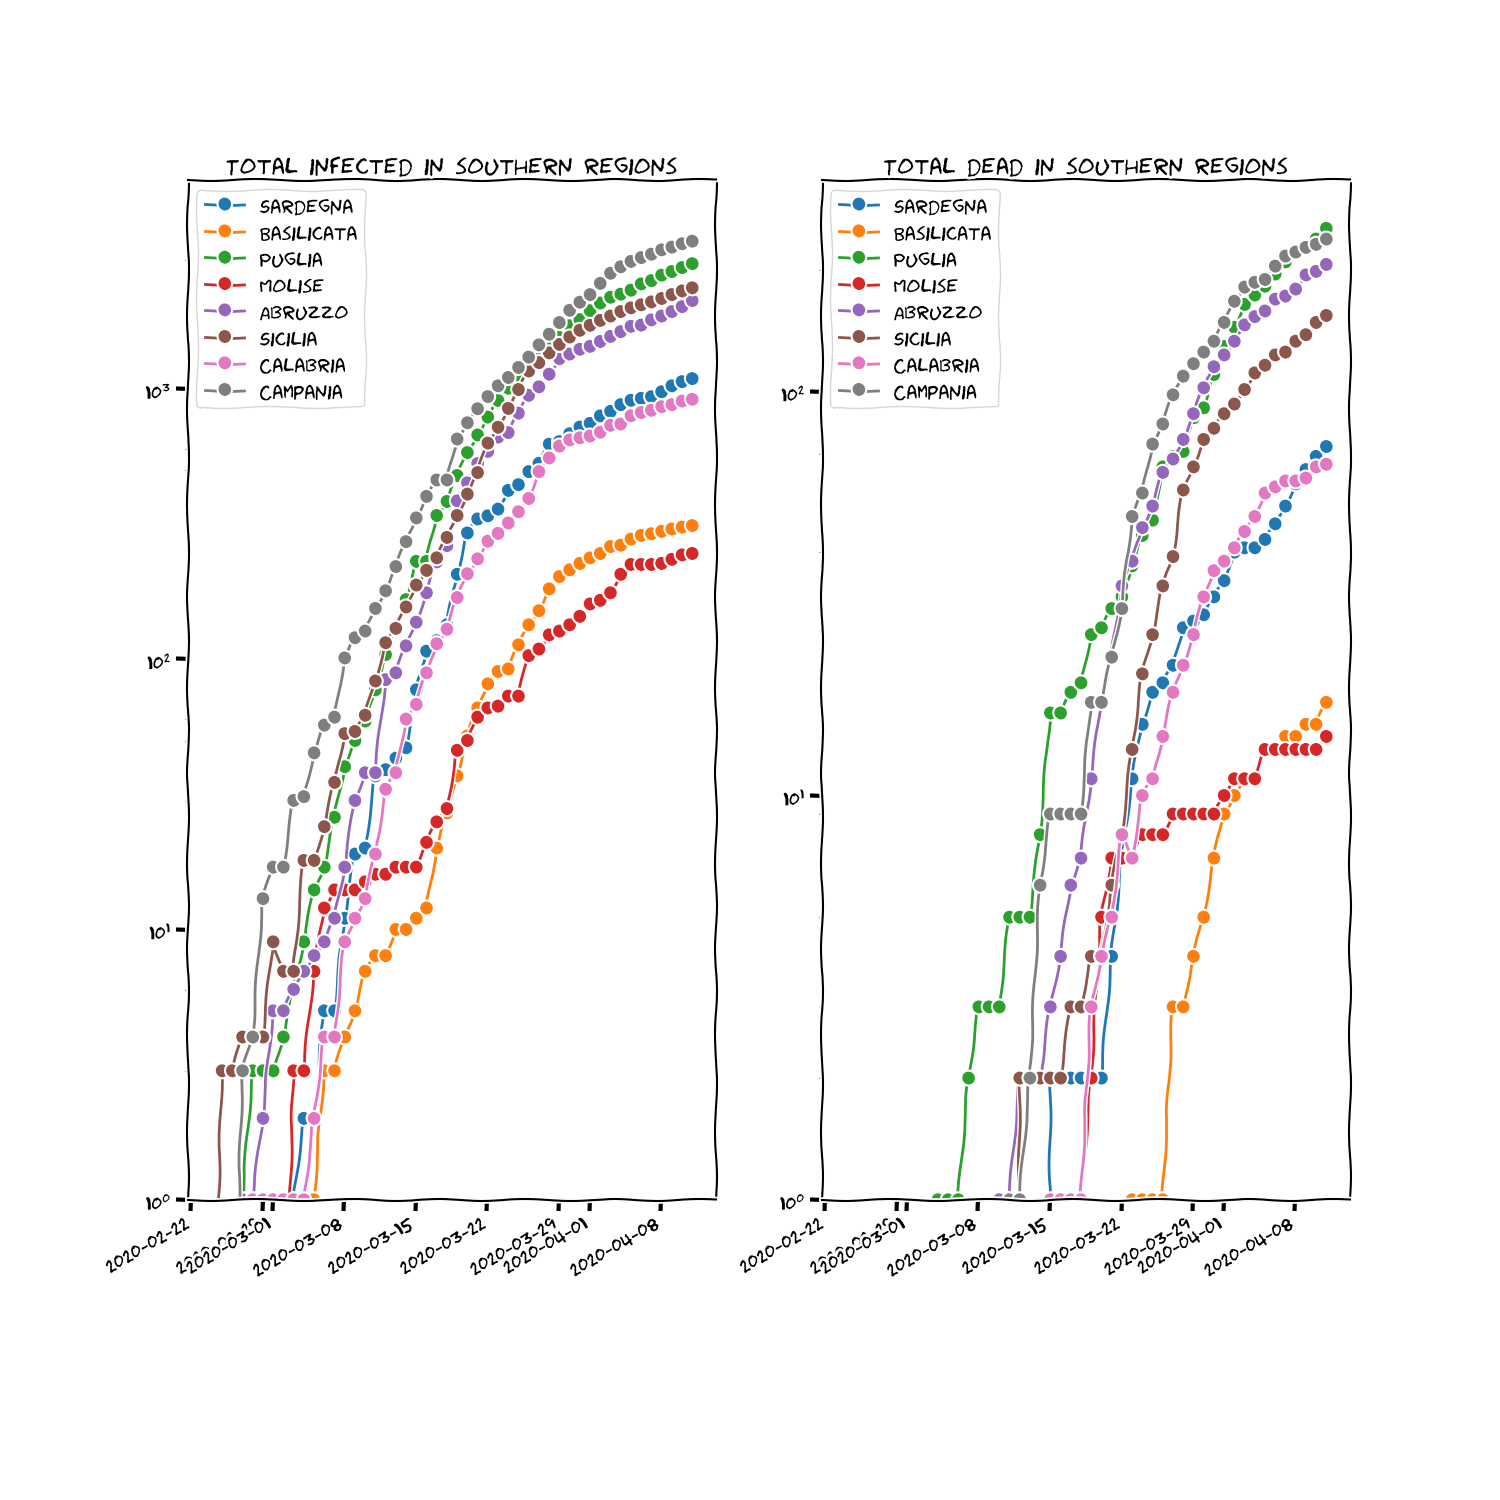 TOTAL INFECTED IN SOUTHERN REGIONS
SARDEGNA
BASILICATA
PUGLIA
MOLISE
ABRUZZO
SICILIA
CALABRIA
CAMPANIA
10³
10²
10¹
10⁰
2020-02-22
2020-03-01
2020-03-08
2020-03-15
2020-03-22
2020-03-29
2020-04-01
2020-04-08
TOTAL DEAD IN SOUTHERN REGIONS
SARDEGNA
BASILICATA
PUGLIA
MOLISE
ABRUZZO
SICILIA
CALABRIA
CAMPANIA
10²
10¹
10⁰
2020-02-22
2020-03-01
2020-03-08
2020-03-15
2020-03-22
2020-03-29
2020-04-01
2020-04-08